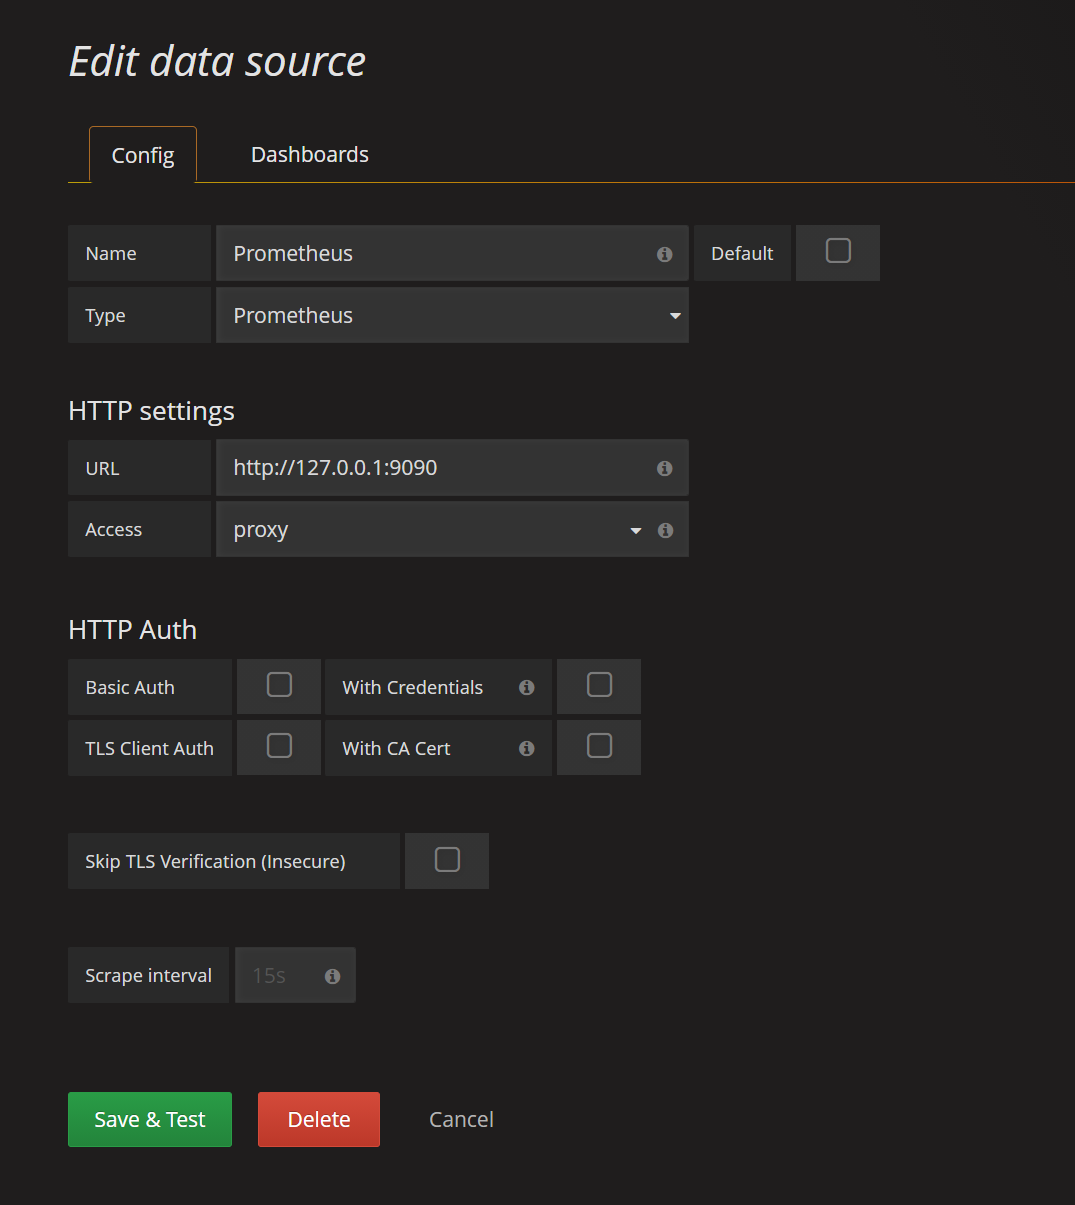 Edit data source
Config Dashboards
Name Prometheus Default
Type Prometheus
HTTP settings
URL http://127.0.0.1:9090
Access proxy
HTTP Auth
Basic Auth With Credentials
TLS Client Auth With CA Cert
Skip TLS Verification (Insecure)
Scrape interval 15s
Save & Test Delete Cancel